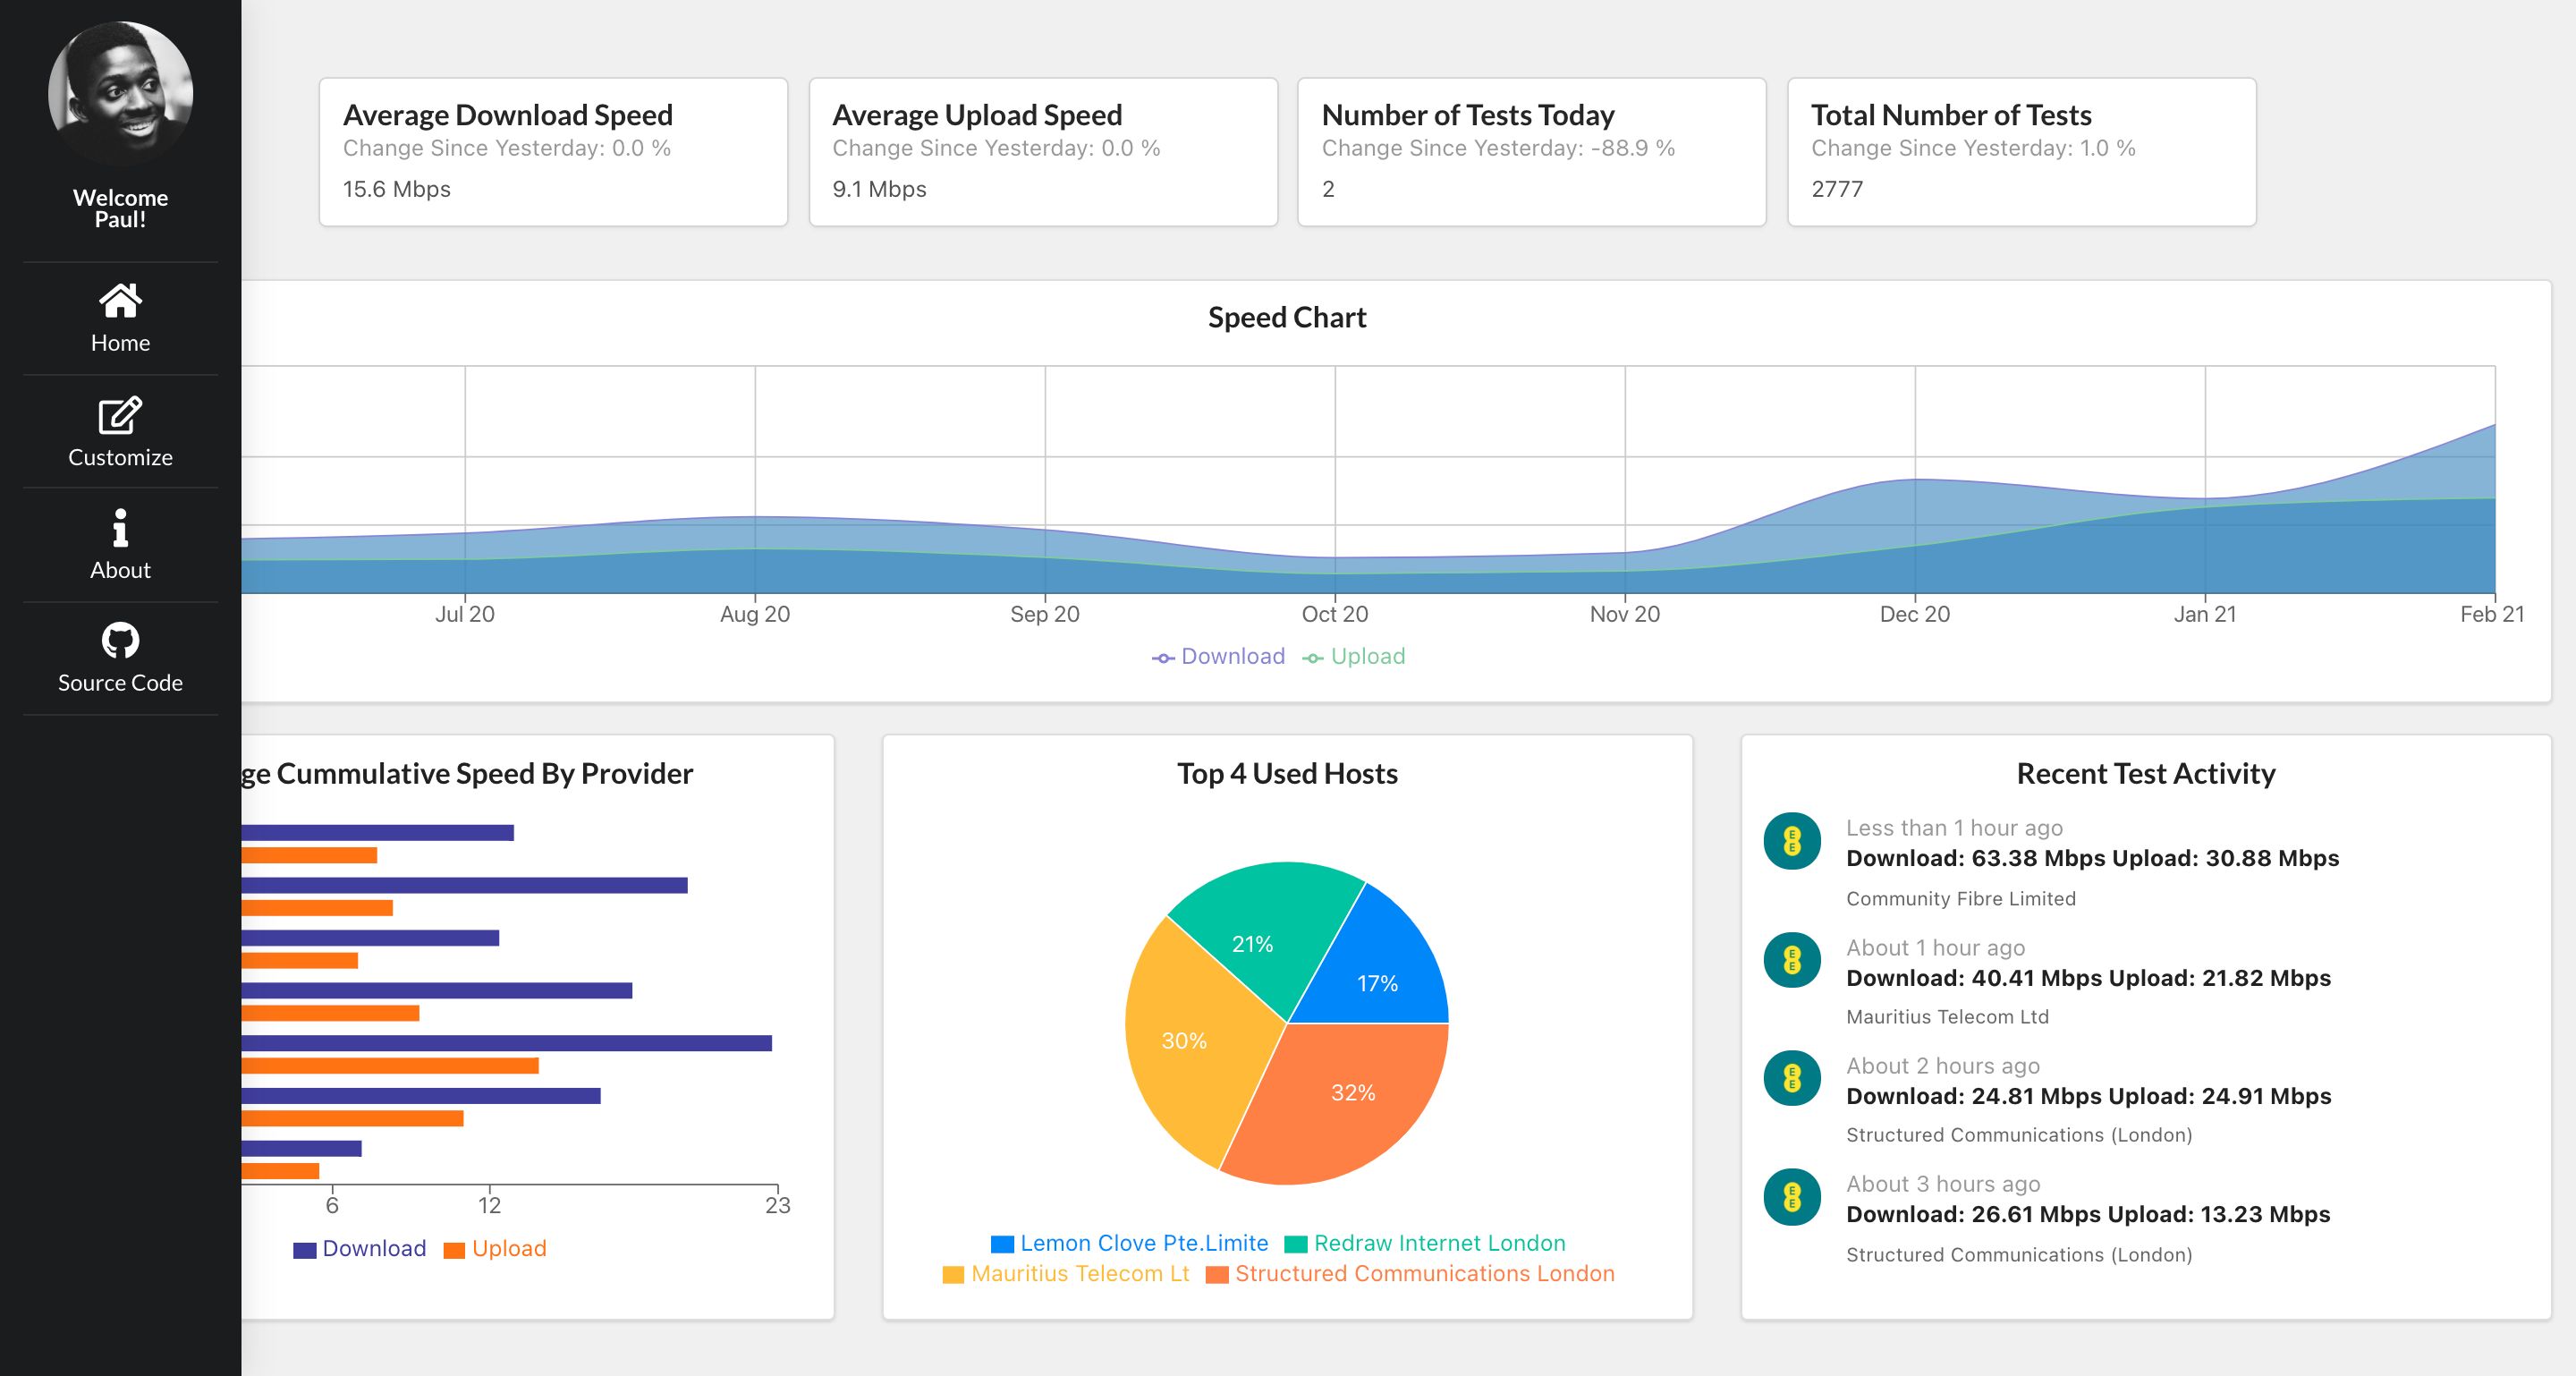 Welcome
Paul!
Home
Customize
About
Source Code
Average Download Speed
Change Since Yesterday: 0.0 %
15.6 Mbps
Average Upload Speed
Change Since Yesterday: 0.0 %
9.1 Mbps
Number of Tests Today
Change Since Yesterday: -88.9 %
2
Total Number of Tests
Change Since Yesterday: 1.0 %
2777
Speed Chart
Jul 20 Aug 20 Sep 20 Oct 20 Nov 20 Dec 20 Jan 21 Feb 21
Download Upload
ge Cummulative Speed By Provider
6 12 23
Download Upload
Top 4 Used Hosts
21%
17%
30%
32%
Lemon Clove Pte.Limite Redraw Internet London
Mauritius Telecom Lt Structured Communications London
Recent Test Activity
E
E
Less than 1 hour ago
Download: 63.38 Mbps Upload: 30.88 Mbps
Community Fibre Limited
E
E
About 1 hour ago
Download: 40.41 Mbps Upload: 21.82 Mbps
Mauritius Telecom Ltd
E
E
About 2 hours ago
Download: 24.81 Mbps Upload: 24.91 Mbps
Structured Communications (London)
E
E
About 3 hours ago
Download: 26.61 Mbps Upload: 13.23 Mbps
Structured Communications (London)